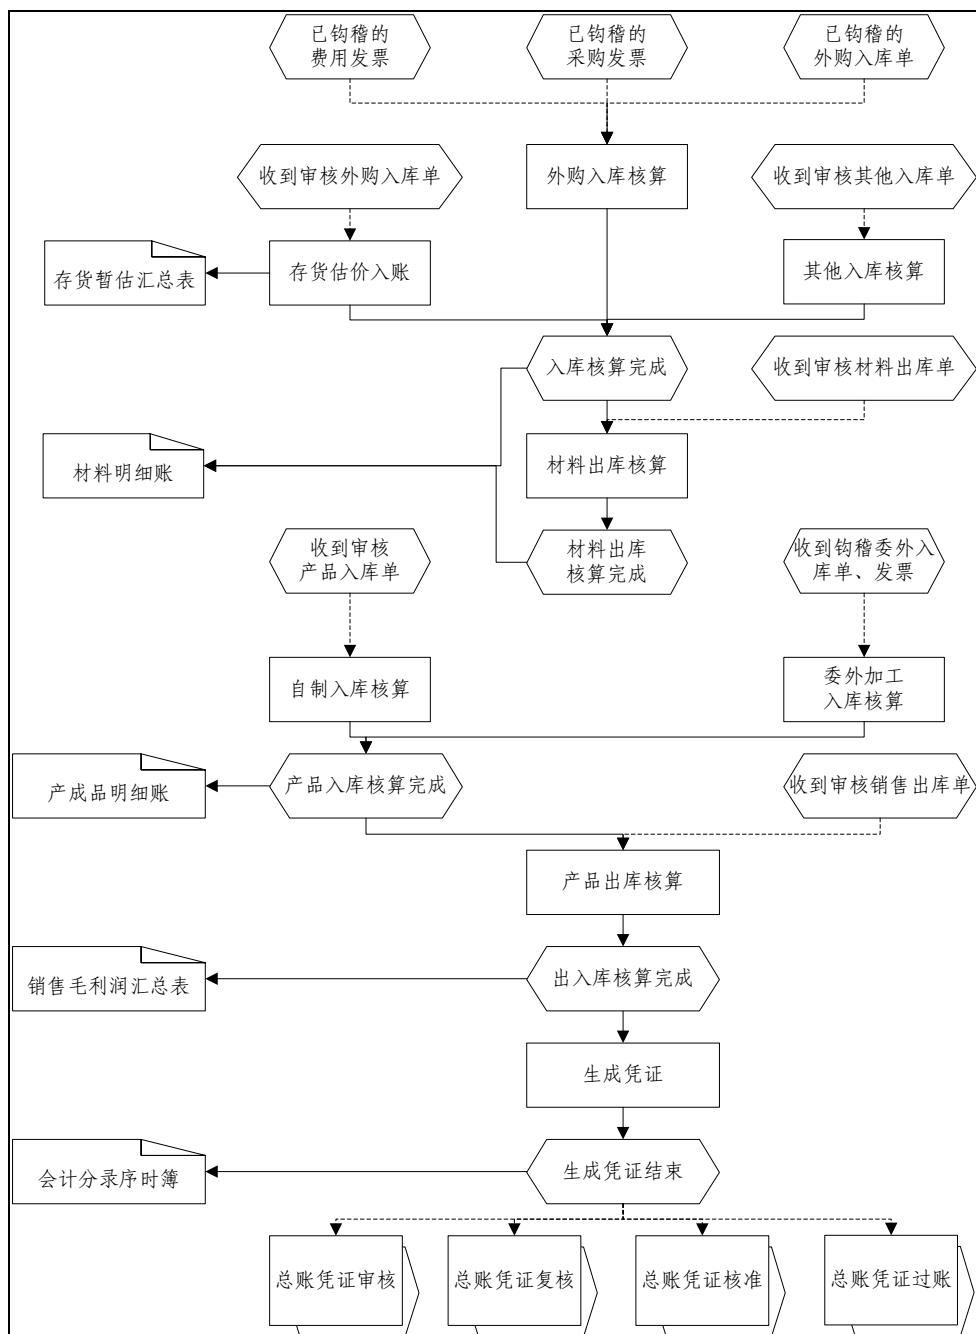 已钩稽的
费用发票
已钩稽的
采购发票
已钩稽的
外购入库单
收到审核外购入库单
外购入库核算
收到审核其他入库单
存货暂估汇总表
存货估价入账
其他入库核算
入库核算完成
收到审核材料出库单
材料明细账
材料出库核算
收到审核
产品入库单
材料出库
核算完成
收到钩稽委外入
库单、发票
自制入库核算
委外加工
入库核算
产成品明细账
产品入库核算完成
收到审核销售出库单
产品出库核算
销售毛利润汇总表
出入库核算完成
生成凭证
会计分录序时簿
生成凭证结束
总账凭证审核
总账凭证复核
总账凭证核准
总账凭证过账